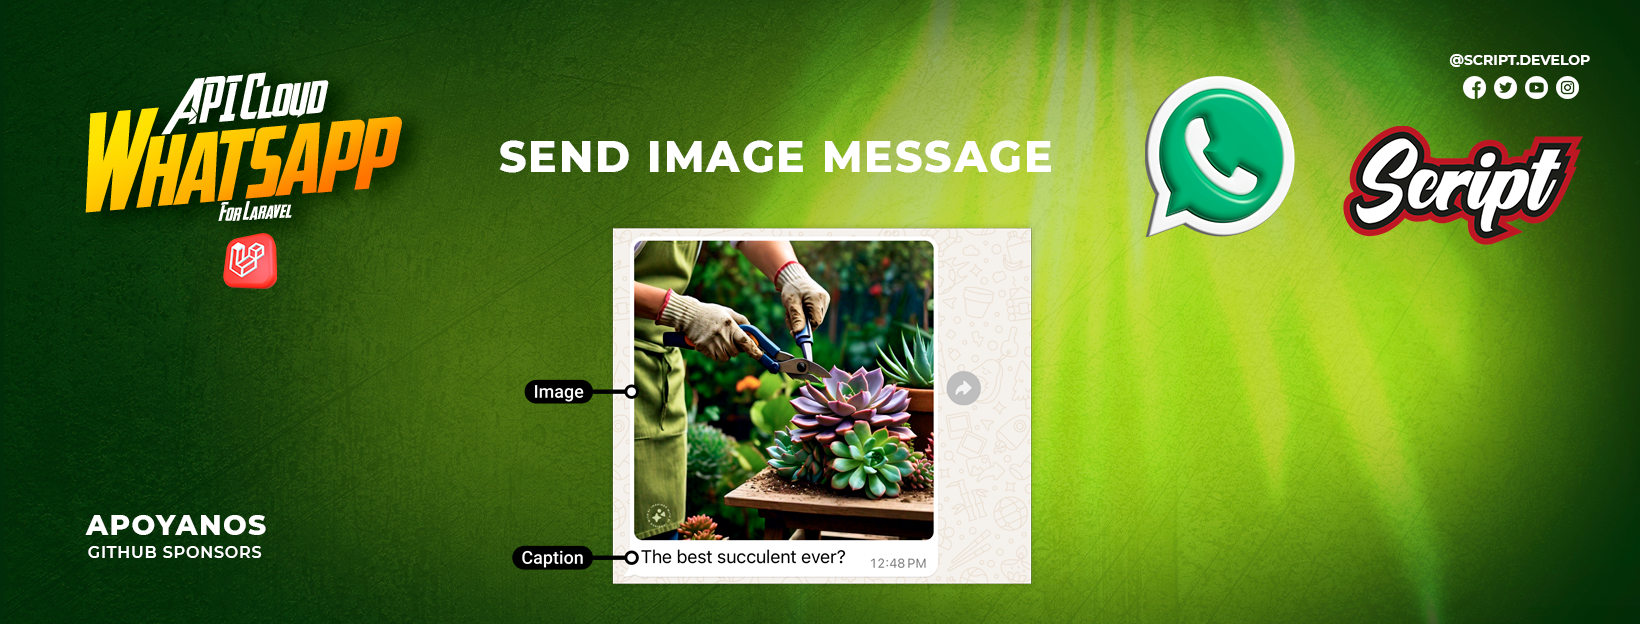 API CLOUD
WHATSAPP
FOR LARAVEL
SEND IMAGE MESSAGE
@SCRIPT.DEVELOP
Script
Image
Caption
The best succulent ever?
12:48 PM
APOYANOS
GITHUB SPONSORS